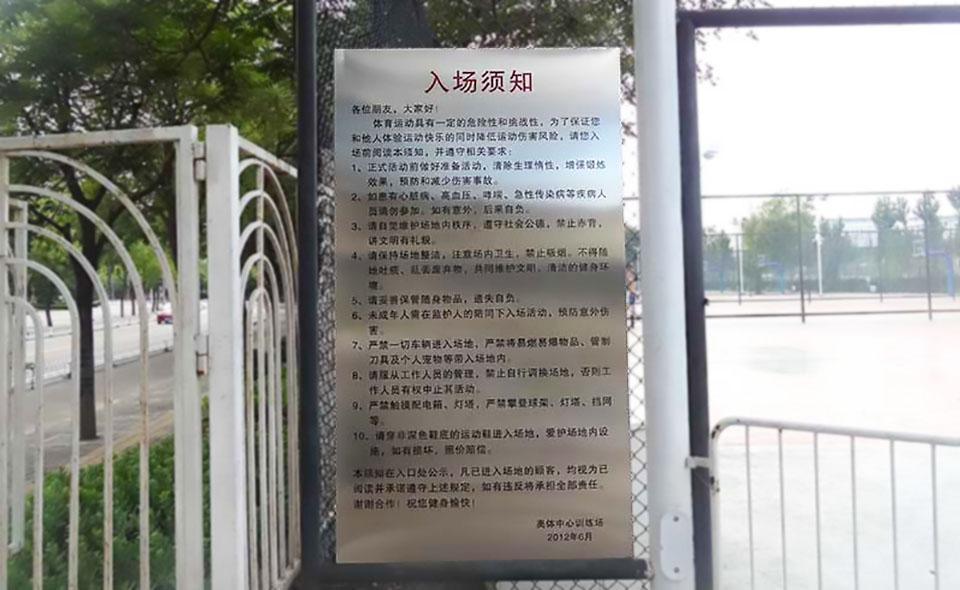 入场须知
各位朋友，大家好！
体育运动具有一定的危险性和挑战性，为了保证您
和他人体验运动快乐的同时降低运动伤害风险，请您入
场前阅读本须知，并遵守相关要求：
1、正式活动前做好准备活动，清除生理惰性，增保锻炼
效果，预防和减少伤害事故。
2、如患有心脏病、高血压、哮喘、急性传染病等疾病人
员请勿参加。如有意外，后果自负。
3、请自觉维护场地内秩序，遵守社会公德，禁止赤背，
讲文明有礼貌。
4、请保持场地整洁，注意场内卫生，禁止吸烟，不得随
地吐痰、乱丢废弃物，共同维护文明、清洁的健身环
境。
5、请妥善保管随身物品，遗失自负。
6、未成年人需在监护人的陪同下入场活动，预防意外伤
害。
7、严禁一切车辆进入场地，严禁将易燃易爆物品、管制
刀具及个人宠物等带入场地内。
8、请服从工作人员的管理，禁止自行调换场地，否则工
作人员有权中止其活动。
9、严禁触摸配电箱、灯塔，严禁攀登球架、灯塔、挡网
等。
10、请穿非深色鞋底的运动鞋进入场地，爱护场地内设
施，如有损坏，照价赔偿。
本须知在入口处公示，凡已进入场地的顾客，均视为已
阅读并承诺遵守上述规定，如有违反将承担全部责任。
谢谢合作！祝您健身愉快！
奥体中心训练场
2012年6月